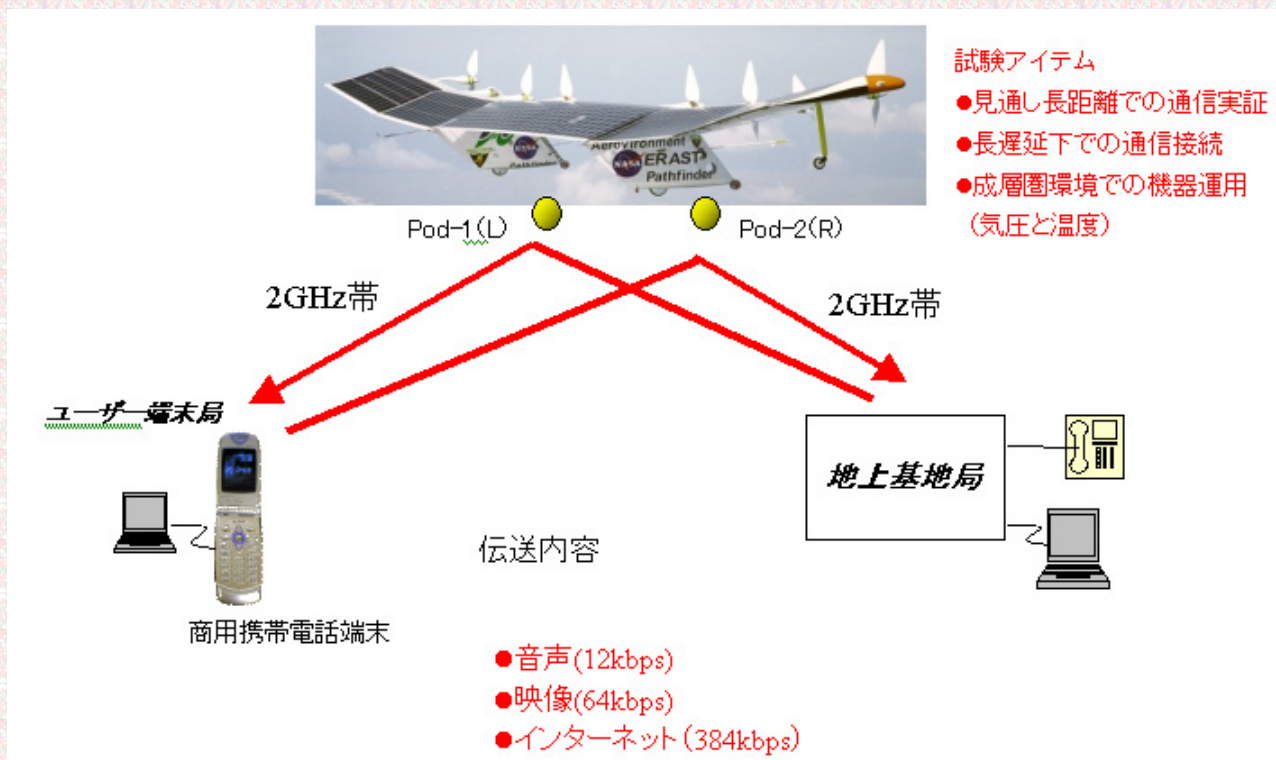 試験アイテム
●見通し長距離での通信実証
●長遅延下での通信接続
●成層圏環境での機器運用
(気圧と温度)
AeroVironment
NASA
ERAST
Pathfinder
NASA
Pathfinder
Pod-1(L)
Pod-2(R)
2GHz帯
2GHz帯
ユーザー端末局
地上基地局
商用携帯電話端末
伝送内容
●音声(12kbps)
●映像(64kbps)
●インターネット(384kbps)